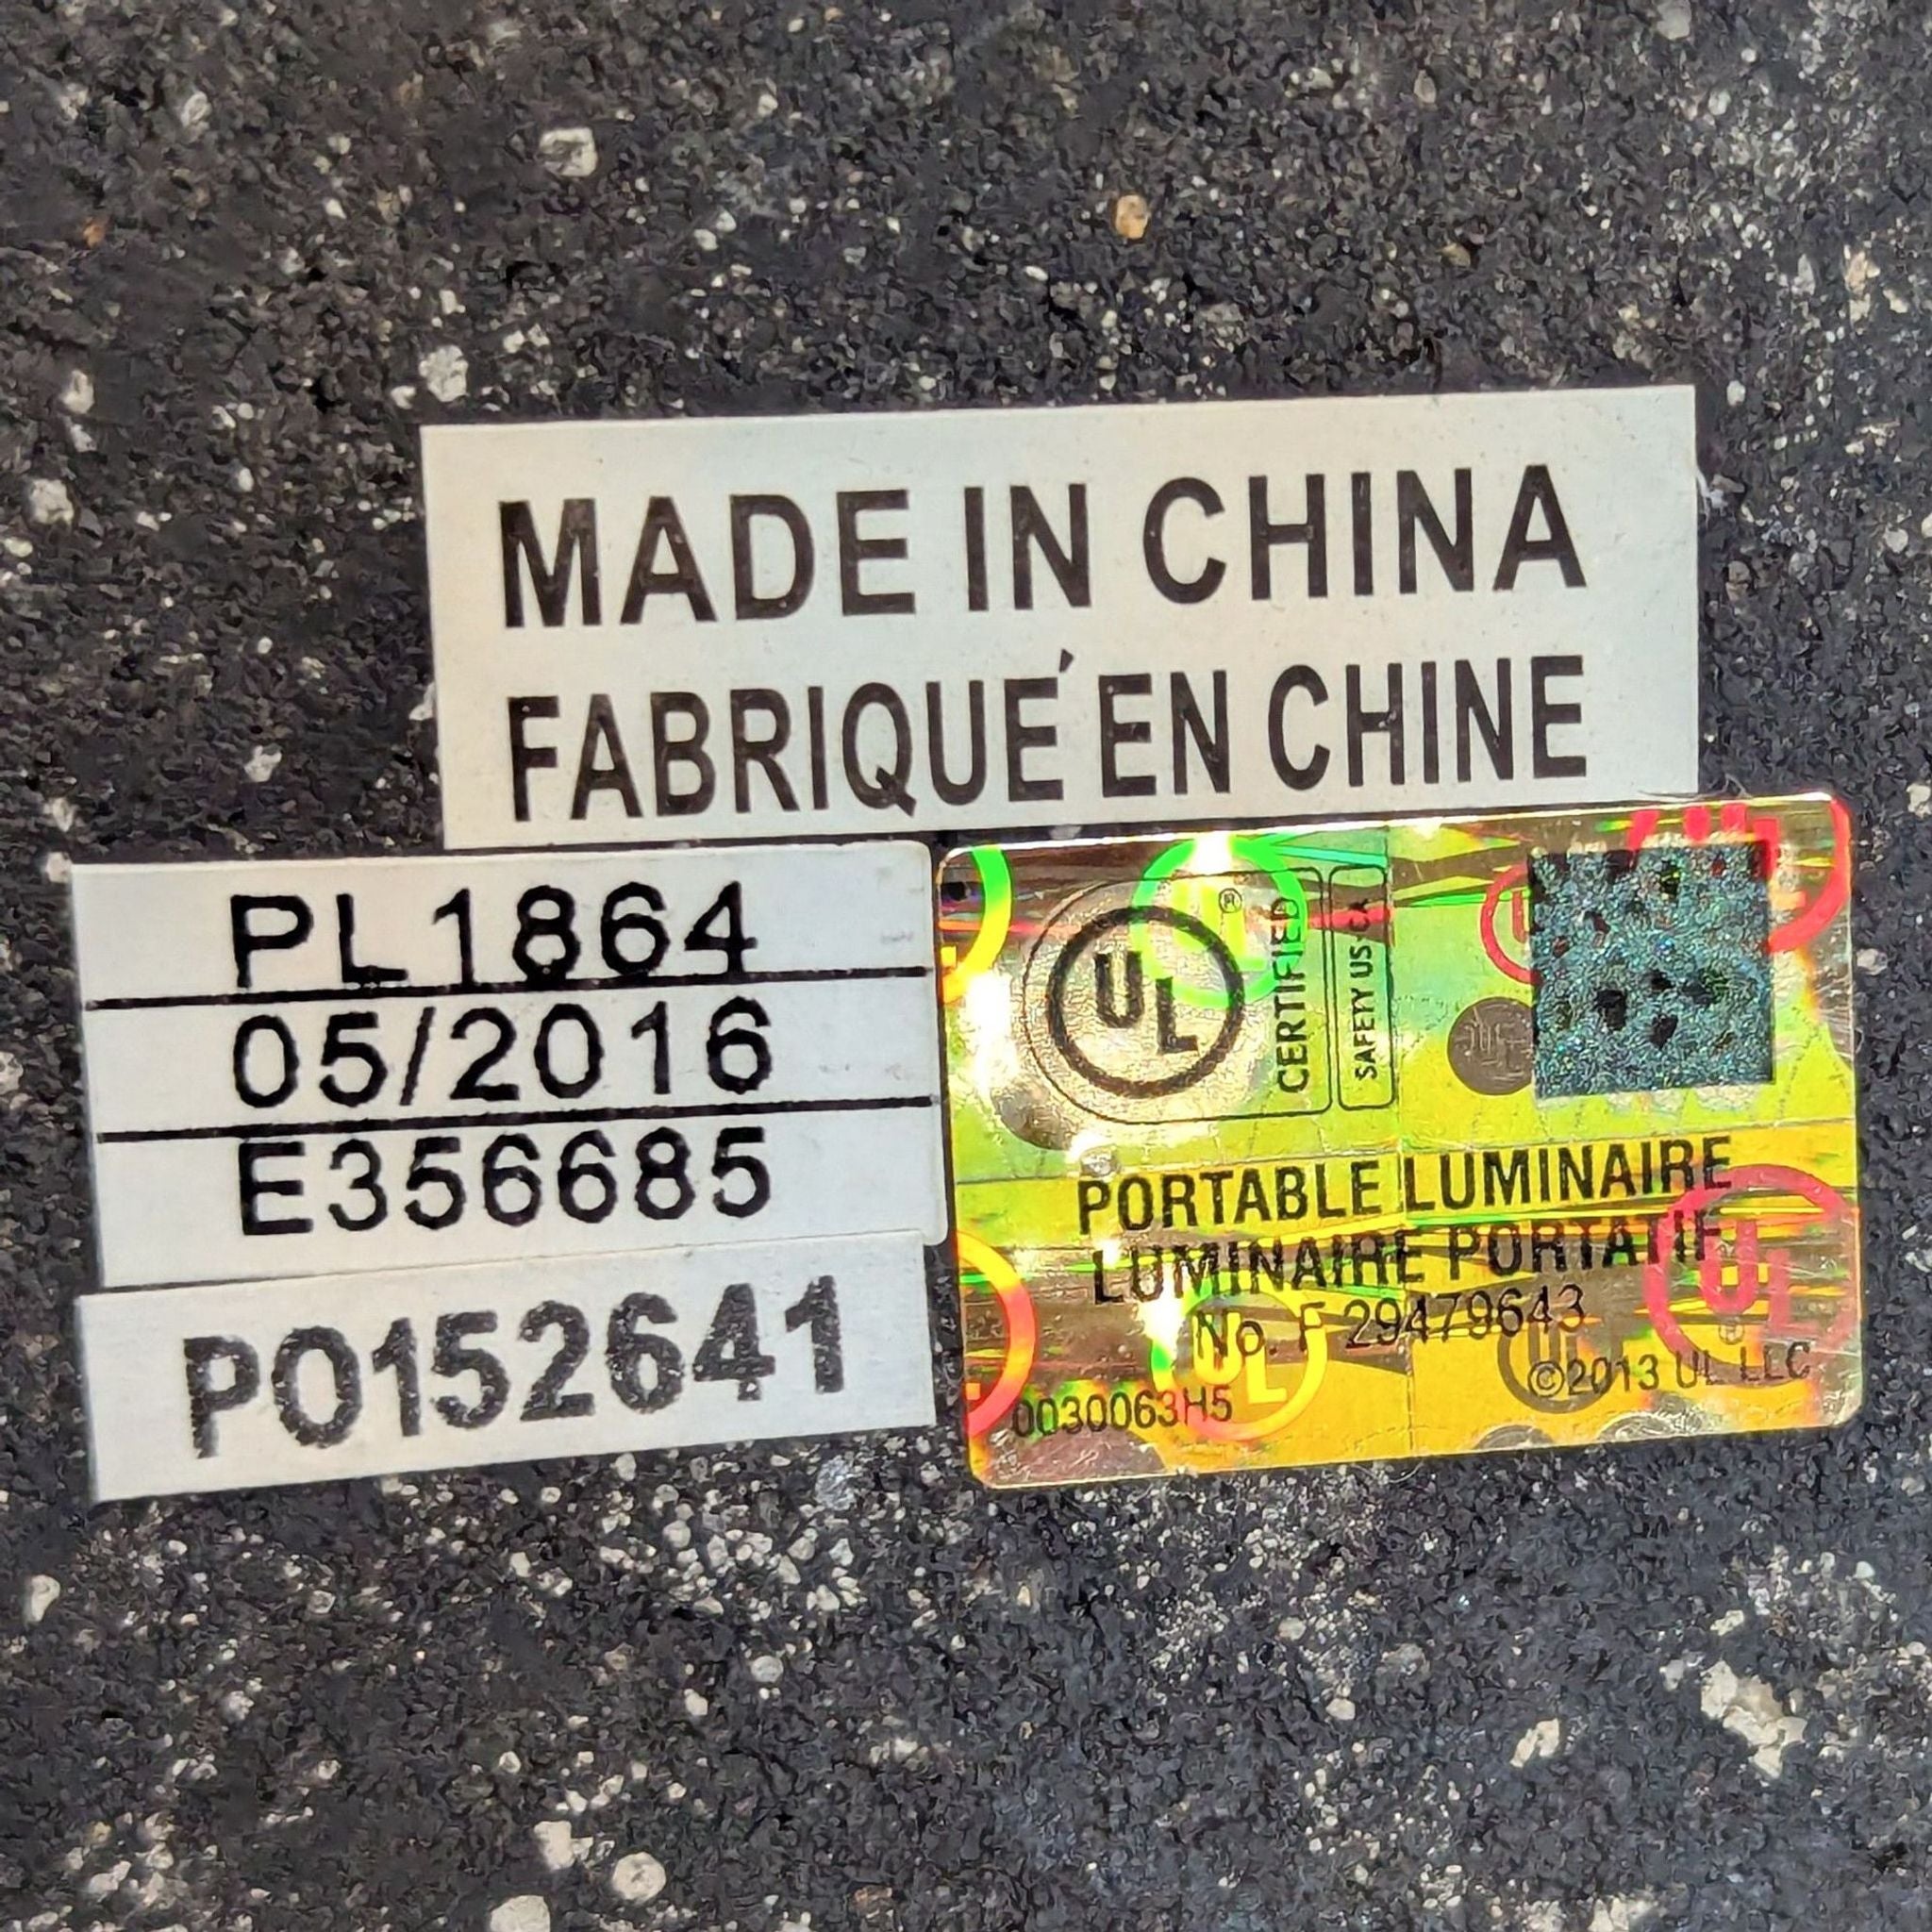 MADE IN CHINA
FABRIQUÉ EN CHINE
PL1864
05/2016
E356685
PO152641
UL ®
CERTIFIED
SAFETY US CA
PORTABLE LUMINAIRE
LUMINAIRE PORTATIF
No. F 29479643
©2013 UL LLC
0030063H5